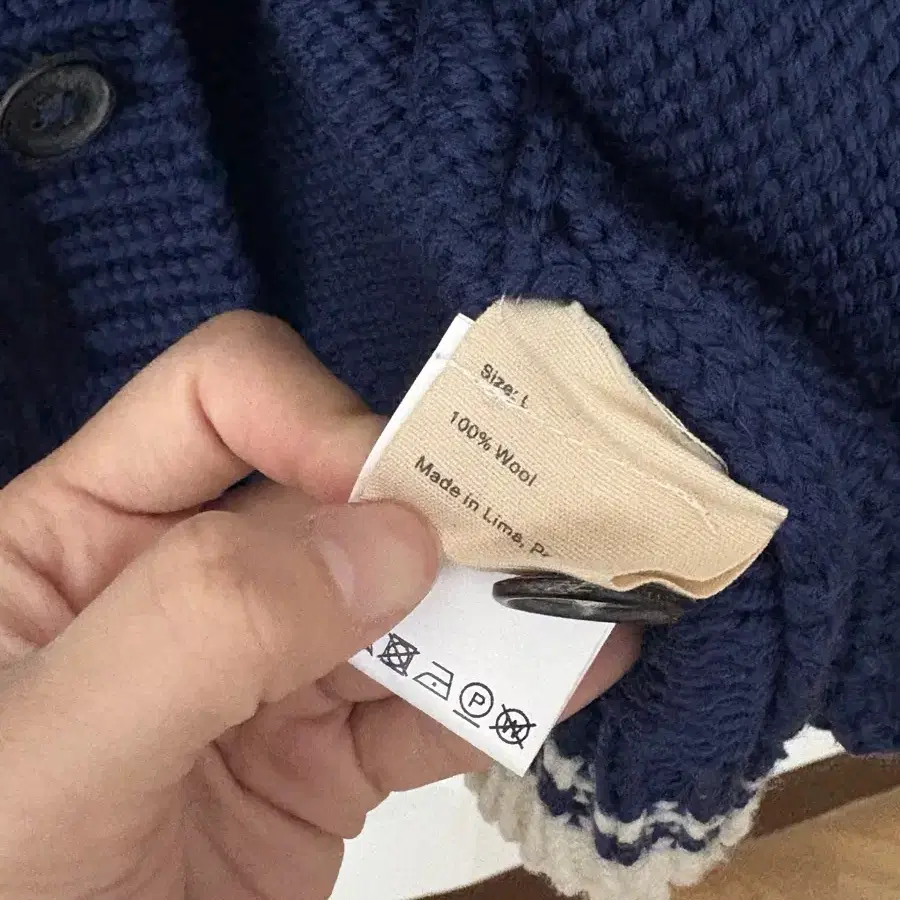 Size: L
100% Wool
Made in Lima,
P
W